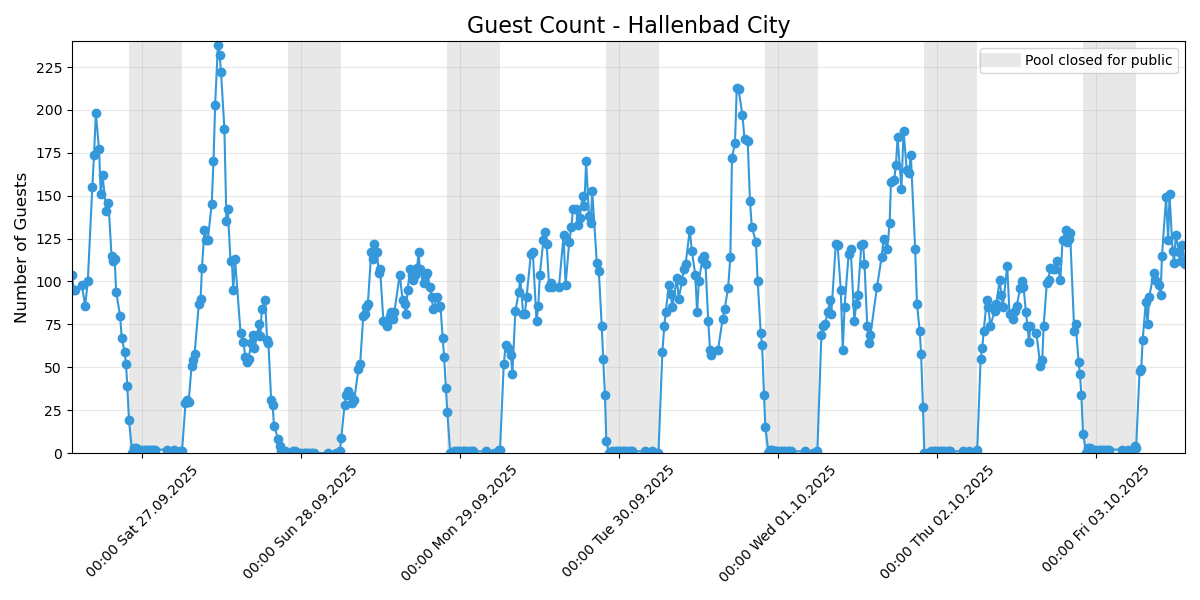 Guest Count - Hallenbad City
Pool closed for public
Number of Guests
225
200
175
150
125
100
75
50
25
0
00:00 Sat 27.09.2025
00:00 Sun 28.09.2025
00:00 Mon 29.09.2025
00:00 Tue 30.09.2025
00:00 Wed 01.10.2025
00:00 Thu 02.10.2025
00:00 Fri 03.10.2025